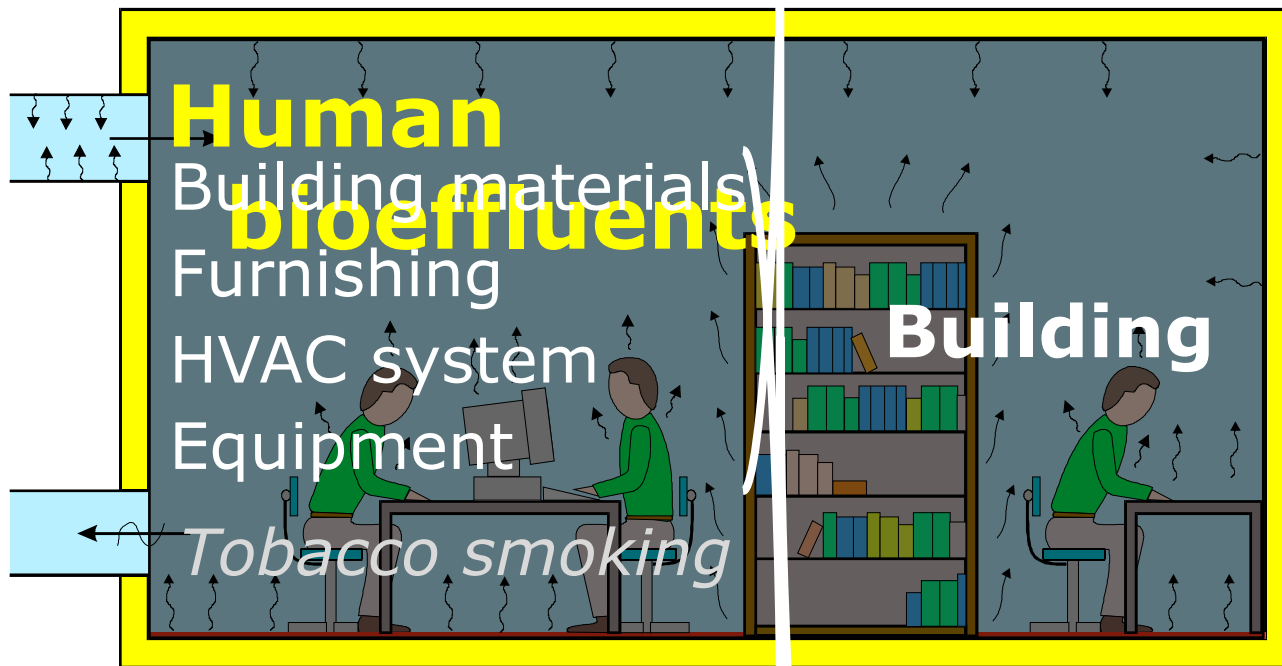 Human
bioeffluents
Building materials
Furnishing
HVAC system
Equipment
Tobacco smoking
Building